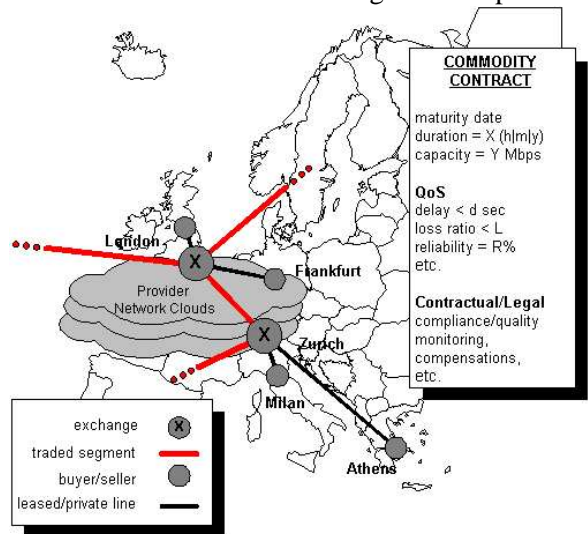 COMMODITY
CONTRACT
maturity date
duration = X (h|m|y)
capacity = Y Mbps
QoS
delay < d sec
loss ratio < L
reliability = R%
etc.
Contractual/Legal
compliance/quality
monitoring,
compensations,
etc.
London
X
Frankfurt
Provider
Network Clouds
X
Zurich
Milan
Athens
exchange X
traded segment
buyer/seller
leased/private line